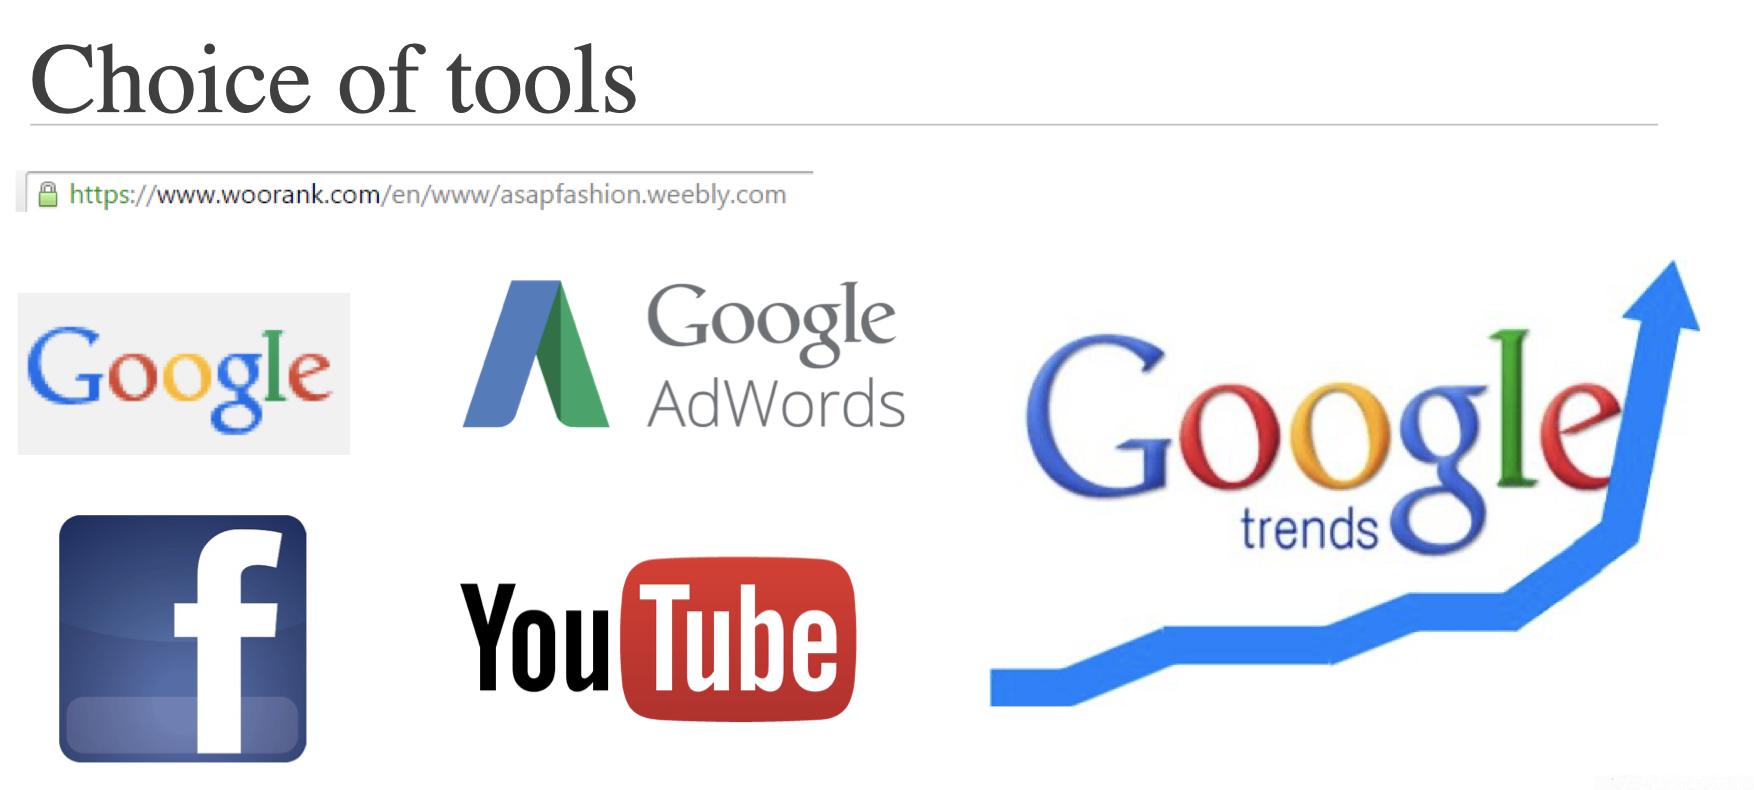 Choice of tools
https://www.woorank.com/en/www/asapfashion.weebly.com
Google
Google
AdWords
Google
trends
f
YouTube